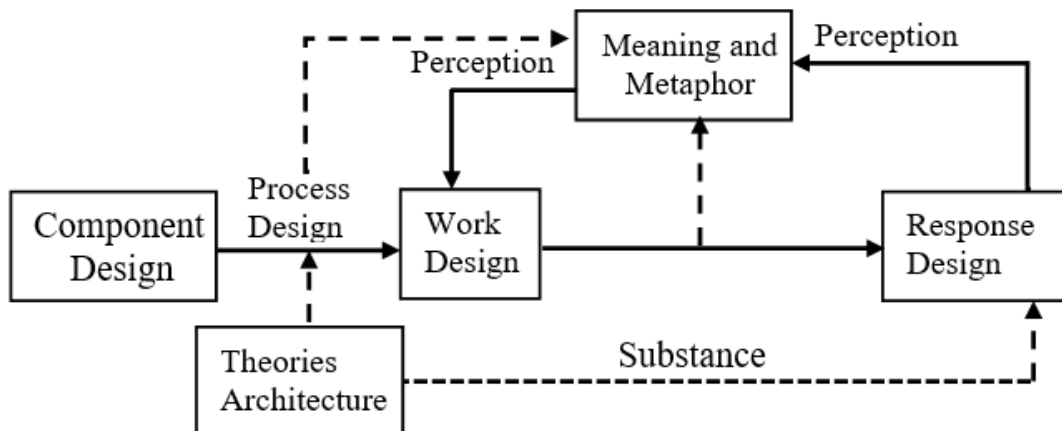 Meaning and
Metaphor
Perception
Perception
Process
Design
Component
Design
Work
Design
Response
Design
Theories
Architecture
Substance